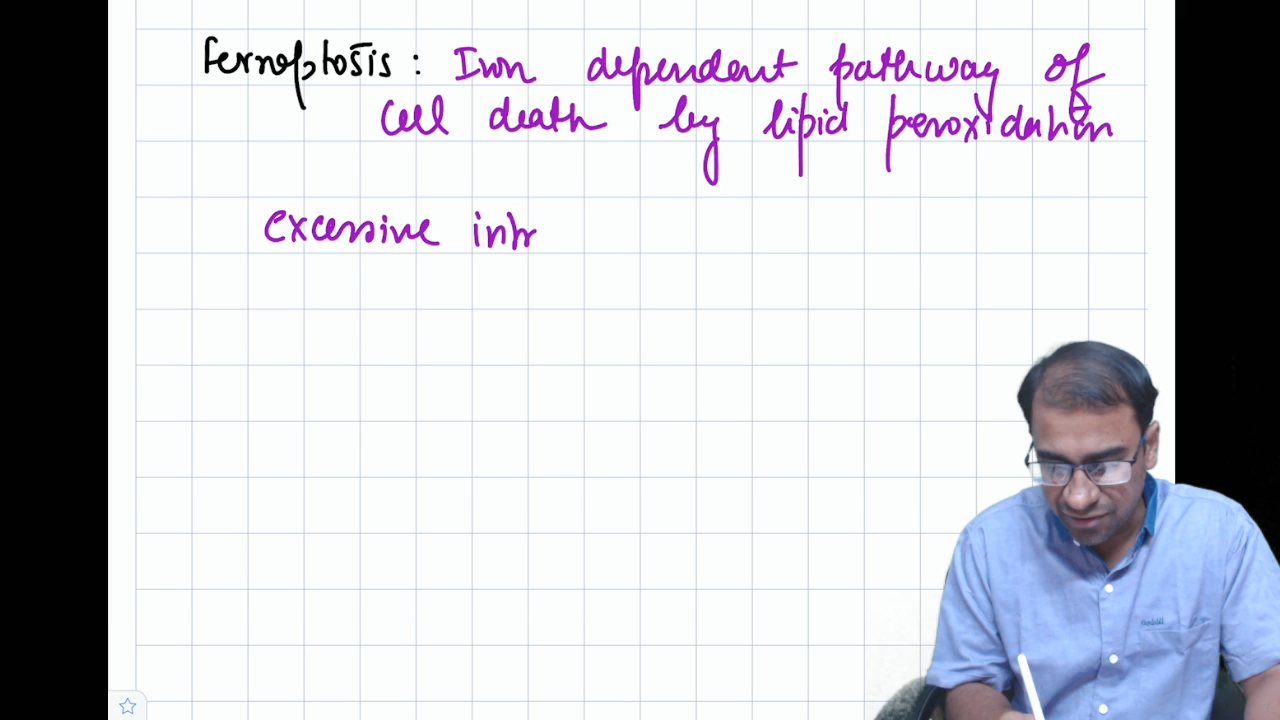 Ferroptosis : Iron dependent pathway of
cell death by lipid peroxidation
excessive intr